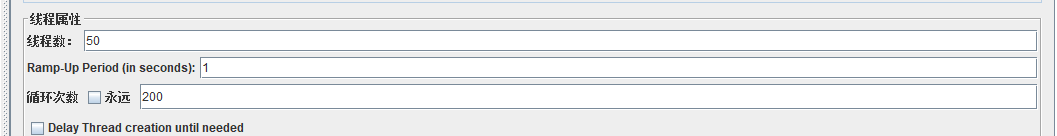 线程属性
线程数： 50
Ramp-Up Period (in seconds): 1
循环次数 永远 200
Delay Thread creation until needed